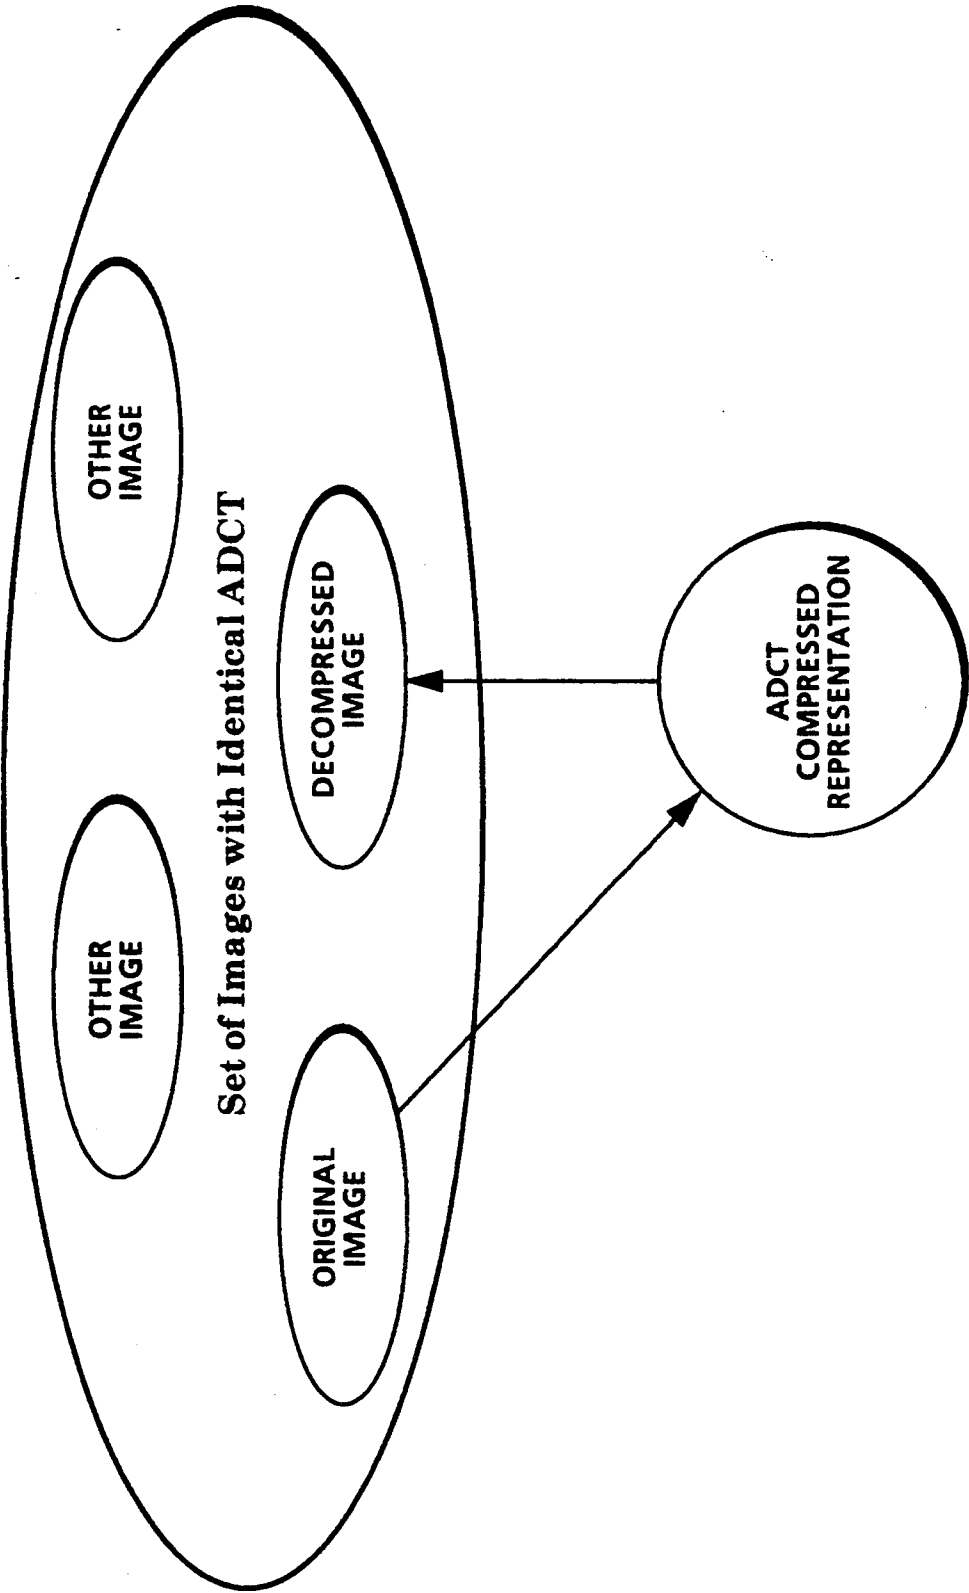 OTHER
IMAGE
OTHER
IMAGE
Set of Images with Identical ADCT
ORIGINAL
IMAGE
DECOMPRESSED
IMAGE
ADCT
COMPRESSED
REPRESENTATION